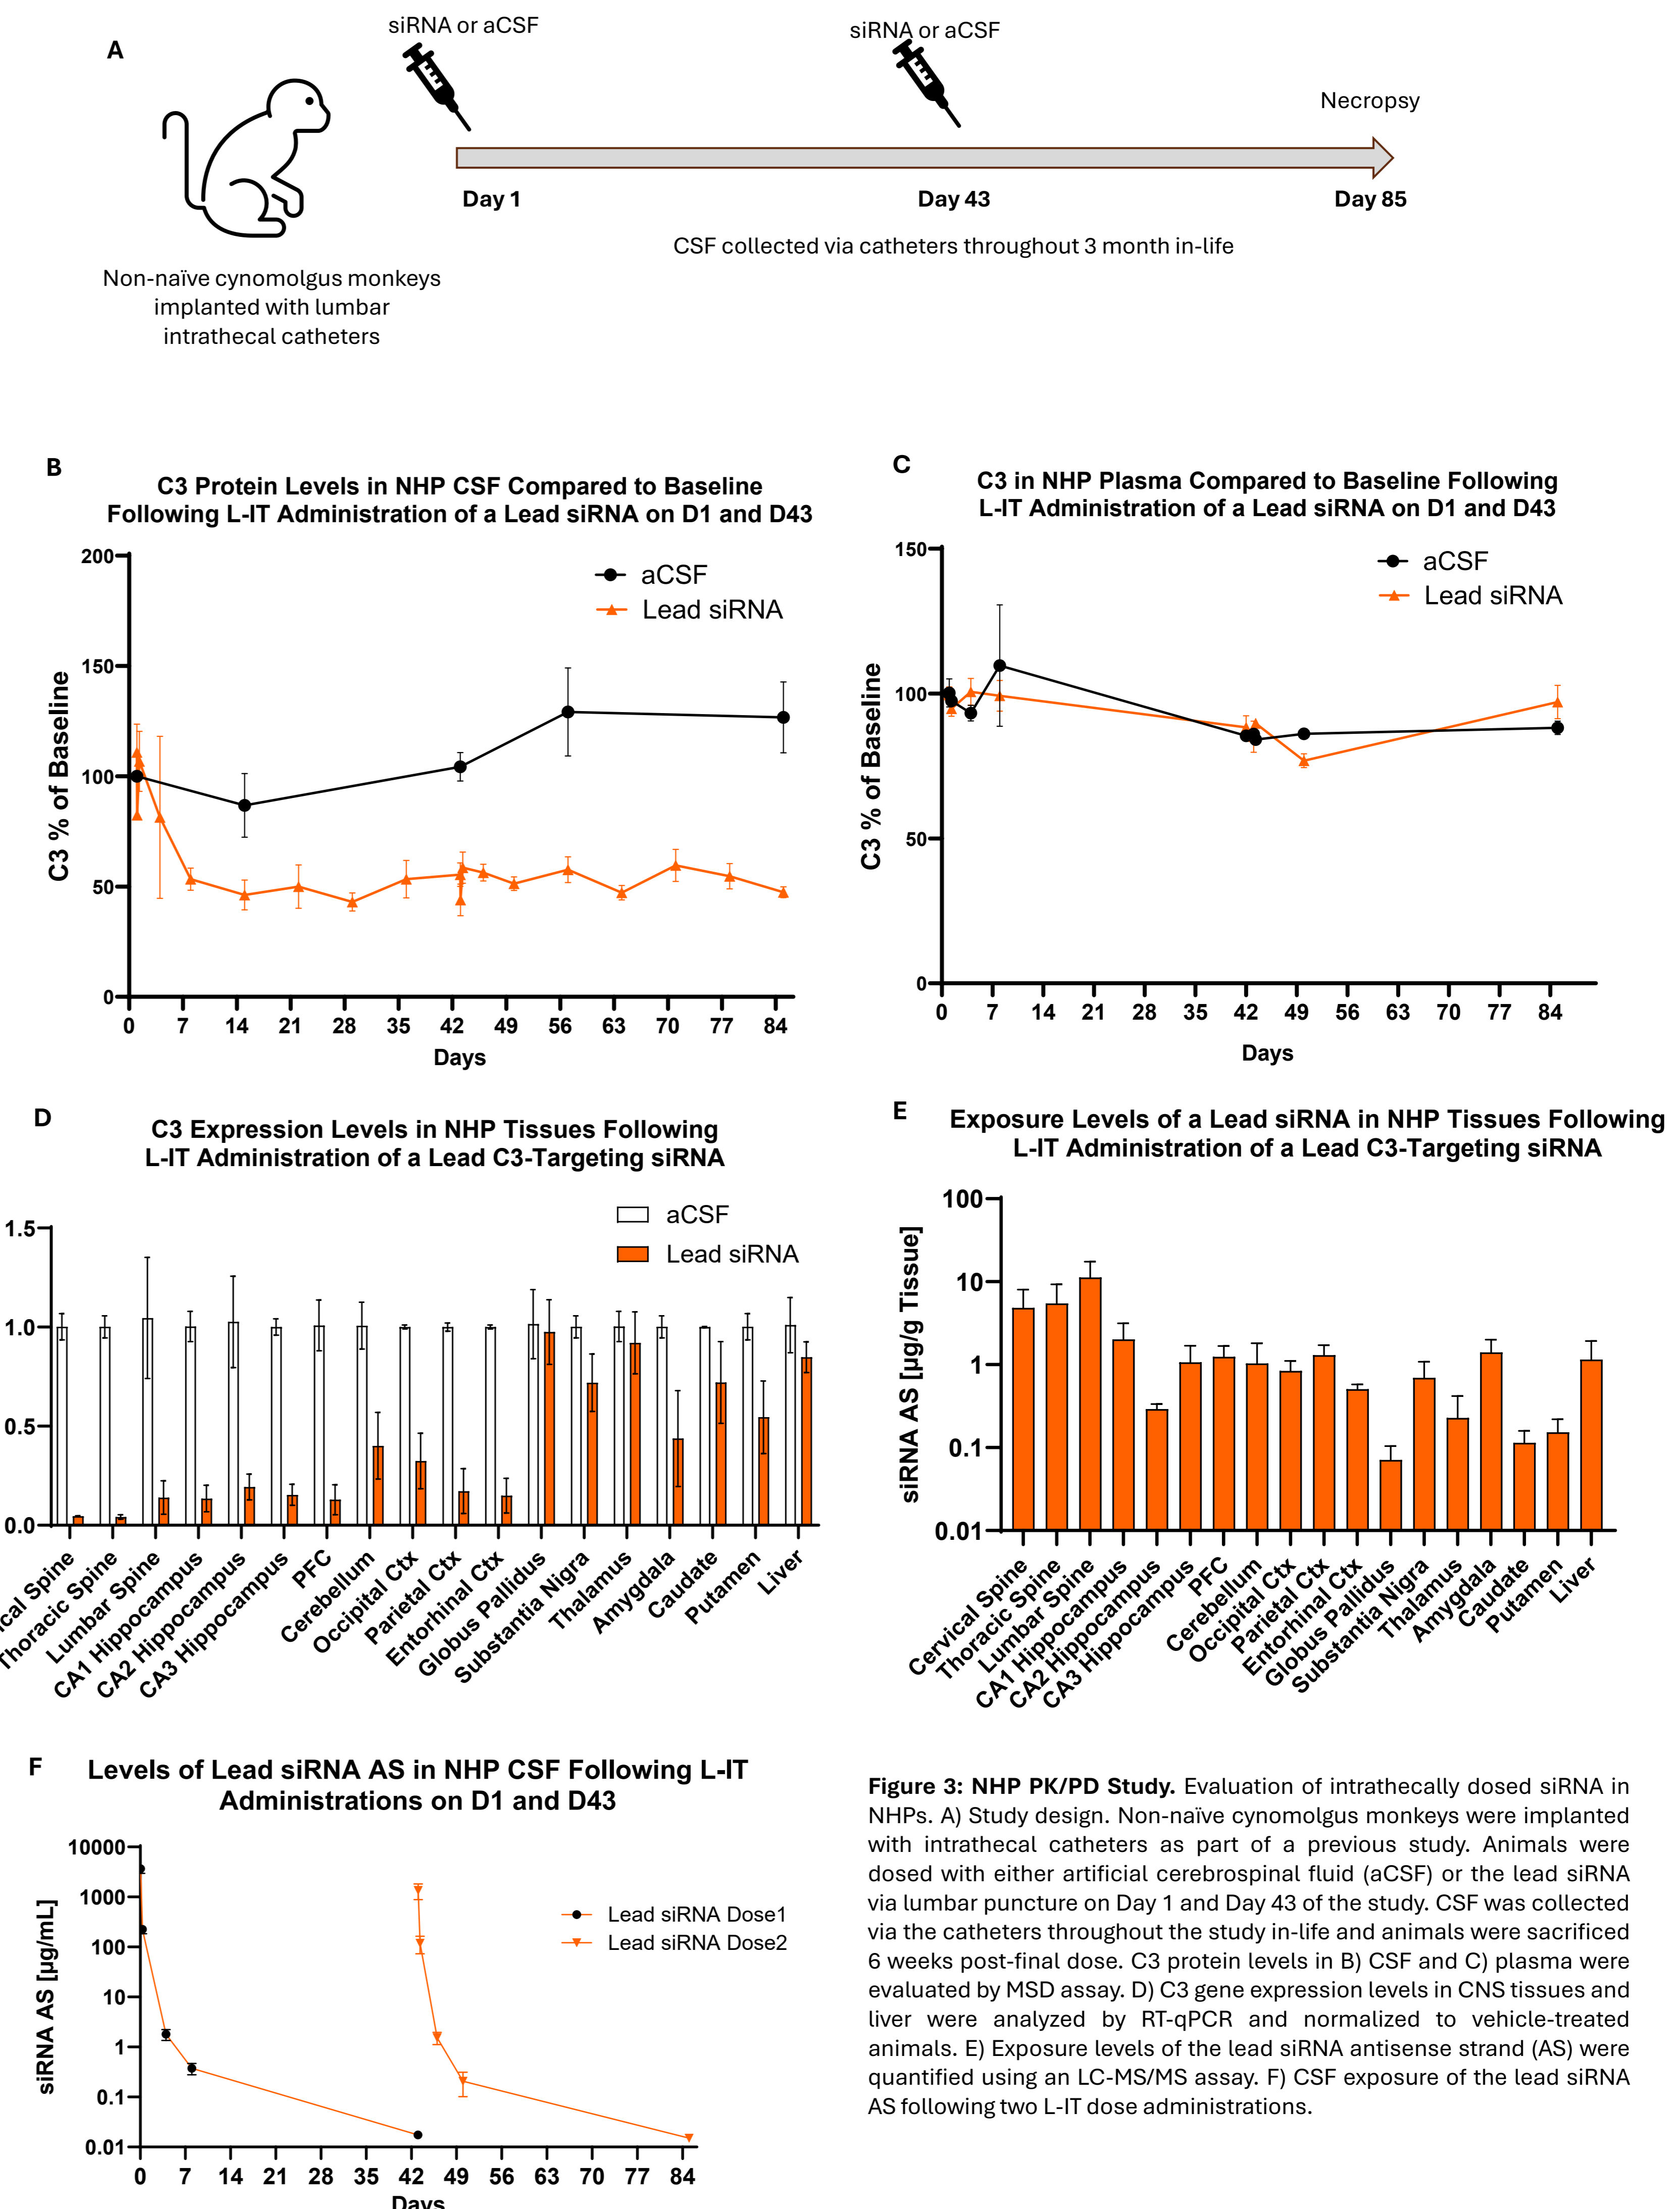 A
siRNA or aCSF
siRNA or aCSF
Necropsy
Day 1
Day 43
Day 85
CSF collected via catheters throughout 3 month in-life
Non-naïve cynomolgus monkeys
implanted with lumbar
intrathecal catheters
B
C3 Protein Levels in NHP CSF Compared to Baseline
Following L-IT Administration of a Lead siRNA on D1 and D43
aCSF
Lead siRNA
C3 % of Baseline
200
150
100
50
0
0 7 14 21 28 35 42 49 56 63 70 77 84
Days
C
C3 in NHP Plasma Compared to Baseline Following
L-IT Administration of a Lead siRNA on D1 and D43
aCSF
Lead siRNA
C3 % of Baseline
150
100
50
0
0 7 14 21 28 35 42 49 56 63 70 77 84
Days
D
C3 Expression Levels in NHP Tissues Following
L-IT Administration of a Lead C3-Targeting siRNA
aCSF
Lead siRNA
1.5
1.0
0.5
0.0
ical Spine
Thoracic Spine
Lumbar Spine
CA1 Hippocampus
CA2 Hippocampus
CA3 Hippocampus
PFC
Cerebellum
Occipital Ctx
Parietal Ctx
Entorhinal Ctx
Globus Pallidus
Substantia Nigra
Thalamus
Amygdala
Caudate
Putamen
Liver
E
Exposure Levels of a Lead siRNA in NHP Tissues Following
L-IT Administration of a Lead C3-Targeting siRNA
siRNA AS [µg/g Tissue]
100
10
1
0.1
0.01
Cervical Spine
Thoracic Spine
Lumbar Spine
CA1 Hippocampus
CA2 Hippocampus
CA3 Hippocampus
PFC
Cerebellum
Occipital Ctx
Parietal Ctx
Entorhinal Ctx
Globus Pallidus
Substantia Nigra
Thalamus
Amygdala
Caudate
Putamen
Liver
F
Levels of Lead siRNA AS in NHP CSF Following L-IT
Administrations on D1 and D43
Lead siRNA Dose1
Lead siRNA Dose2
siRNA AS [µg/mL]
10000
1000
100
10
1
0.1
0.01
0 7 14 21 28 35 42 49 56 63 70 77 84
Days
Figure 3: NHP PK/PD Study. Evaluation of intrathecally dosed siRNA in
NHPs. A) Study design. Non-naïve cynomolgus monkeys were implanted
with intrathecal catheters as part of a previous study. Animals were
dosed with either artificial cerebrospinal fluid (aCSF) or the lead siRNA
via lumbar puncture on Day 1 and Day 43 of the study. CSF was collected
via the catheters throughout the study in-life and animals were sacrificed
6 weeks post-final dose. C3 protein levels in B) CSF and C) plasma were
evaluated by MSD assay. D) C3 gene expression levels in CNS tissues and
liver were analyzed by RT-qPCR and normalized to vehicle-treated
animals. E) Exposure levels of the lead siRNA antisense strand (AS) were
quantified using an LC-MS/MS assay. F) CSF exposure of the lead siRNA
AS following two L-IT dose administrations.